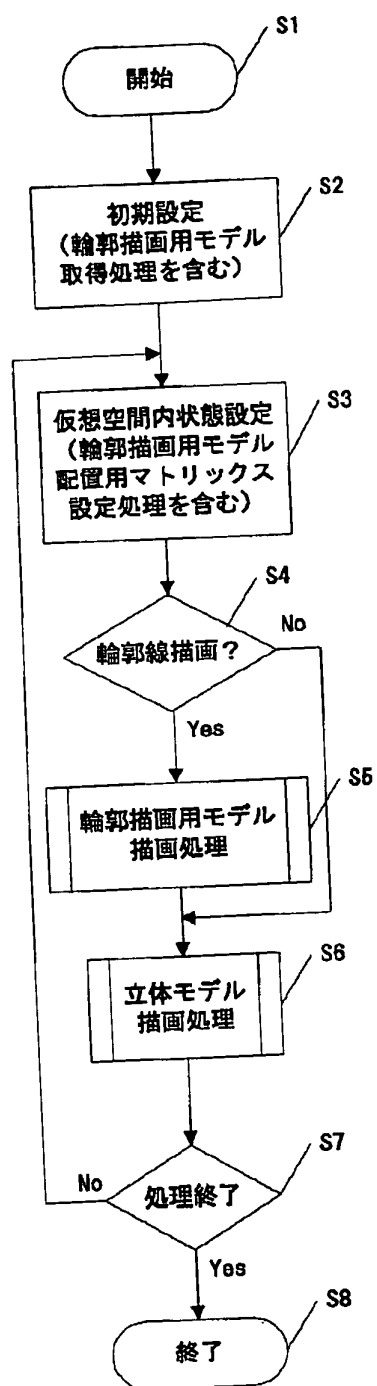 S1
開始
S2
初期設定
（輪郭描画用モデル
取得処理を含む）
S3
仮想空間内状態設定
（輪郭描画用モデル
配置用マトリックス
設定処理を含む）
S4
輪郭線描画？
No
Yes
S5
輪郭描画用モデル
描画処理
S6
立体モデル
描画処理
S7
No
処理終了
Yes
S8
終了